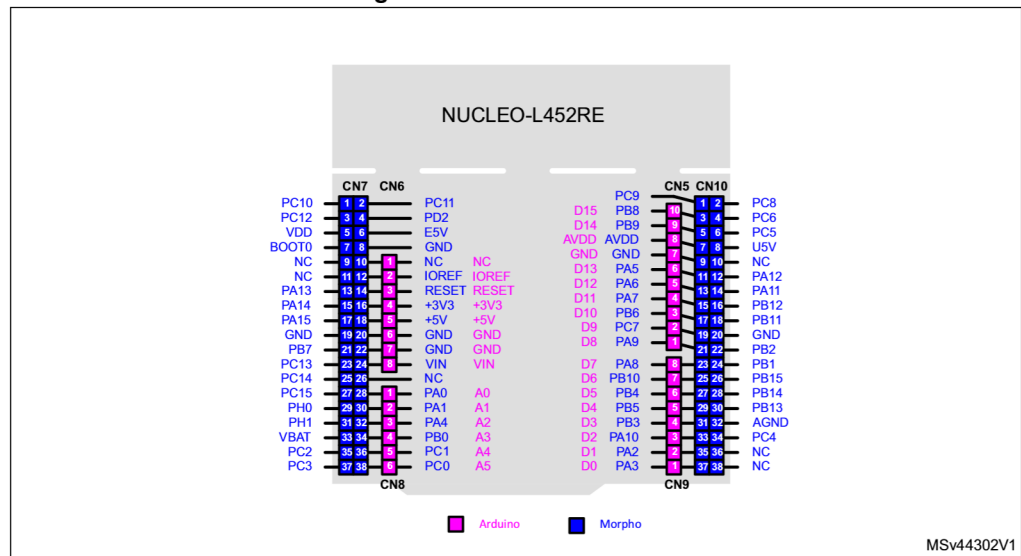 NUCLEO-L452RE
CN7 CN6 CN5 CN10
PC9
PC10 1 2 PC11 D15 PB8 10 1 2 PC8
PC12 3 4 PD2 D14 PB9 9 3 4 PC6
VDD 5 6 E5V AVDD AVDD 8 5 6 PC5
BOOT0 7 8 GND GND GND 7 7 8 U5V
NC 9 10 1 NC NC D13 PA5 6 9 10 NC
NC 11 12 2 IOREF IOREF D12 PA6 5 11 12 PA12
PA13 13 14 3 RESET RESET D11 PA7 4 13 14 PA11
PA14 15 16 4 +3V3 +3V3 D10 PB6 3 15 16 PB12
PA15 17 18 5 +5V +5V D9 PC7 2 17 18 PB11
GND 19 20 6 GND GND D8 PA9 1 19 20 GND
PB7 21 22 7 GND GND 21 22 PB2
PC13 23 24 8 VIN VIN D7 PA8 8 23 24 PB1
PC14 25 26 NC D6 PB10 7 25 26 PB15
PC15 27 28 1 PA0 A0 D5 PB4 6 27 28 PB14
PH0 29 30 2 PA1 A1 D4 PB5 5 29 30 PB13
PH1 31 32 3 PA4 A2 D3 PB3 4 31 32 AGND
VBAT 33 34 4 PB0 A3 D2 PA10 3 33 34 PC4
PC2 35 36 5 PC1 A4 D1 PA2 2 35 36 NC
PC3 37 38 6 PC0 A5 D0 PA3 1 37 38 NC
CN8 CN9
Arduino Morpho
MSv44302V1